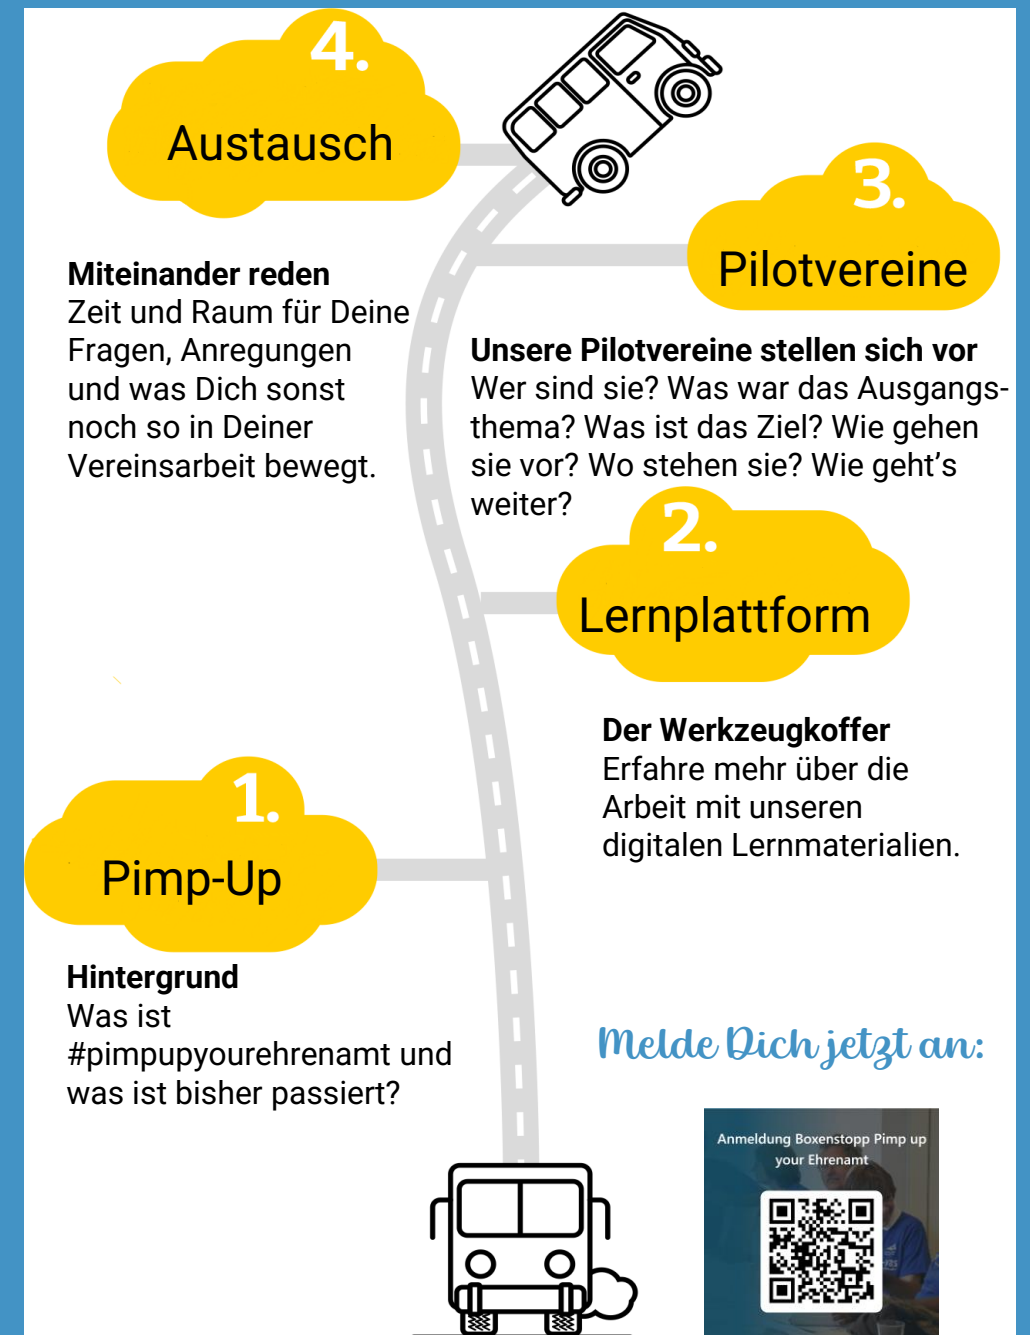 4.
Austausch
Miteinander reden
Zeit und Raum für Deine
Fragen, Anregungen
und was Dich sonst
noch so in Deiner
Vereinsarbeit bewegt.
3.
Pilotvereine
Unsere Pilotvereine stellen sich vor
Wer sind sie? Was war das Ausgangs-
thema? Was ist das Ziel? Wie gehen
sie vor? Wo stehen sie? Wie geht's
weiter?
2.
Lernplattform
Der Werkzeugkoffer
Erfahre mehr über die
Arbeit mit unseren
digitalen Lernmaterialien.
1.
Pimp-Up
Hintergrund
Was ist
#pimpupyourehrenamt und
was ist bisher passiert?
Melde Dich jetzt an:
Anmeldung Boxenstopp Pimp up
your Ehrenamt